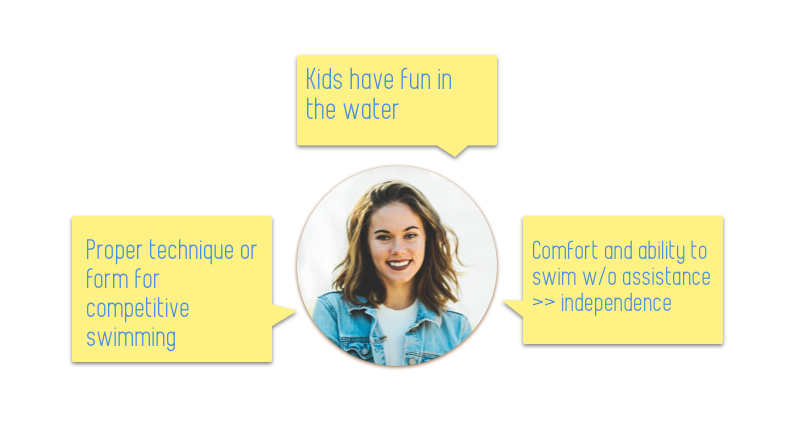 Kids have fun in
the water
Proper technique or
form for
competitive
swimming
Comfort and ability to
swim w/o assistance
>> independence